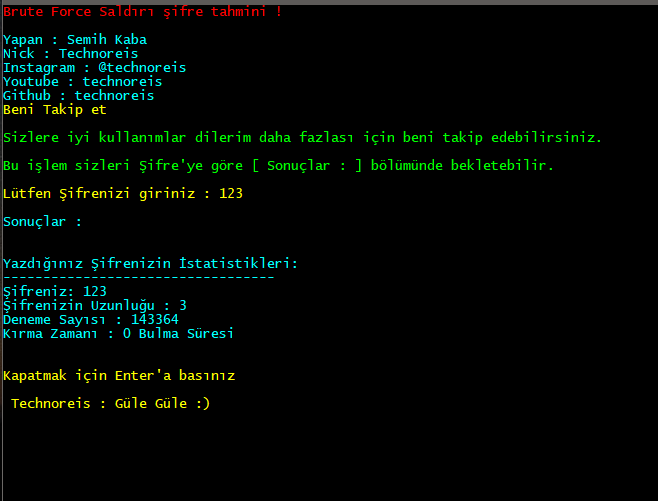 Brute Force Saldırı şifre tahmini !
Yapan : Semih Kaba
Nick : Technoreis
Instagram : @technoreis
Youtube : technoreis
Github : technoreis
Beni Takip et
Sizlere iyi kullanımlar dilerim daha fazlası için beni takip edebilirsiniz.
Bu işlem sizleri Şifre'ye göre [ Sonuçlar : ] bölümünde bekletebilir.
Lütfen Şifrenizi giriniz : 123
Sonuçlar :
Yazdığınız Şifrenizin İstatistikleri:
----------------------------------
Şifreniz: 123
Şifrenizin Uzunluğu : 3
Deneme Sayısı : 143364
Kırma Zamanı : 0 Bulma Süresi
Kapatmak için Enter'a basınız
Technoreis : Güle Güle :)